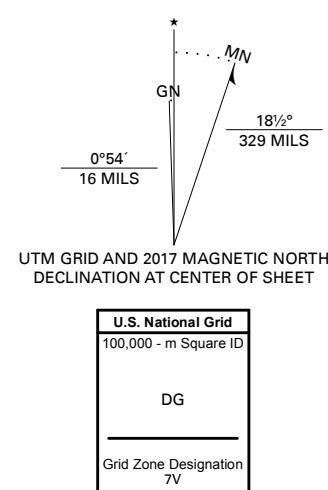 MN
GN
18½°
329 MILS
0°54´
16 MILS
UTM GRID AND 2017 MAGNETIC NORTH
DECLINATION AT CENTER OF SHEET
U.S. National Grid
100,000 - m Square ID
DG
Grid Zone Designation
7V